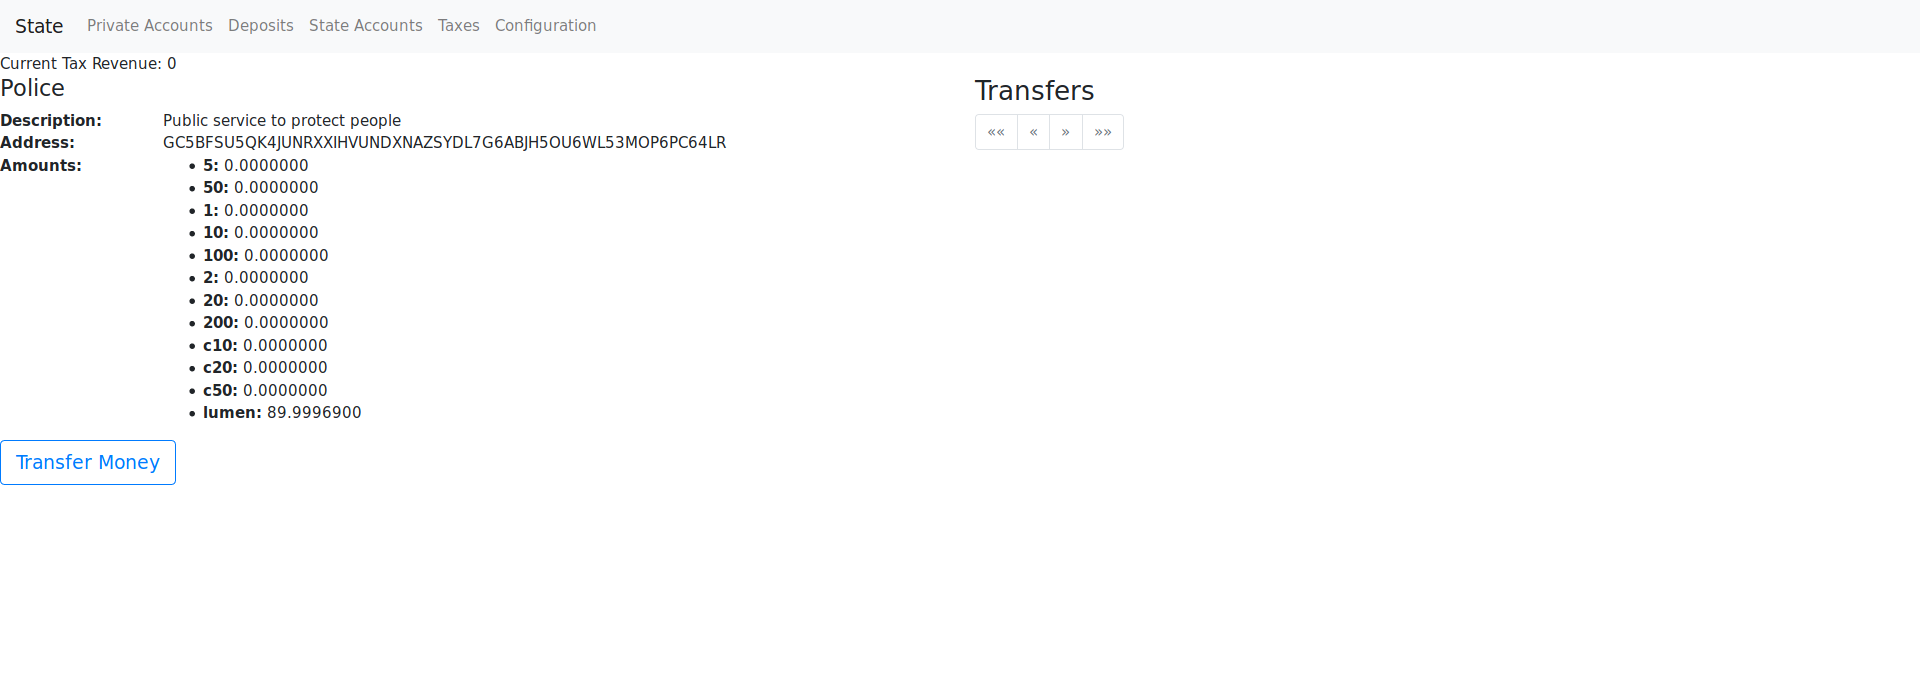 State Private Accounts Deposits State Accounts Taxes Configuration
Current Tax Revenue: 0
Police
Description: Public service to protect people
Address: GC5BFSU5QK4JUNRXXIHVUNDXNAZSYDL7G6ABJH5OU6WL53MOP6PC64LR
Amounts:
• 5: 0.0000000
• 50: 0.0000000
• 1: 0.0000000
• 10: 0.0000000
• 100: 0.0000000
• 2: 0.0000000
• 20: 0.0000000
• 200: 0.0000000
• c10: 0.0000000
• c20: 0.0000000
• c50: 0.0000000
• lumen: 89.9996900
Transfer Money
Transfers
«« « » »»